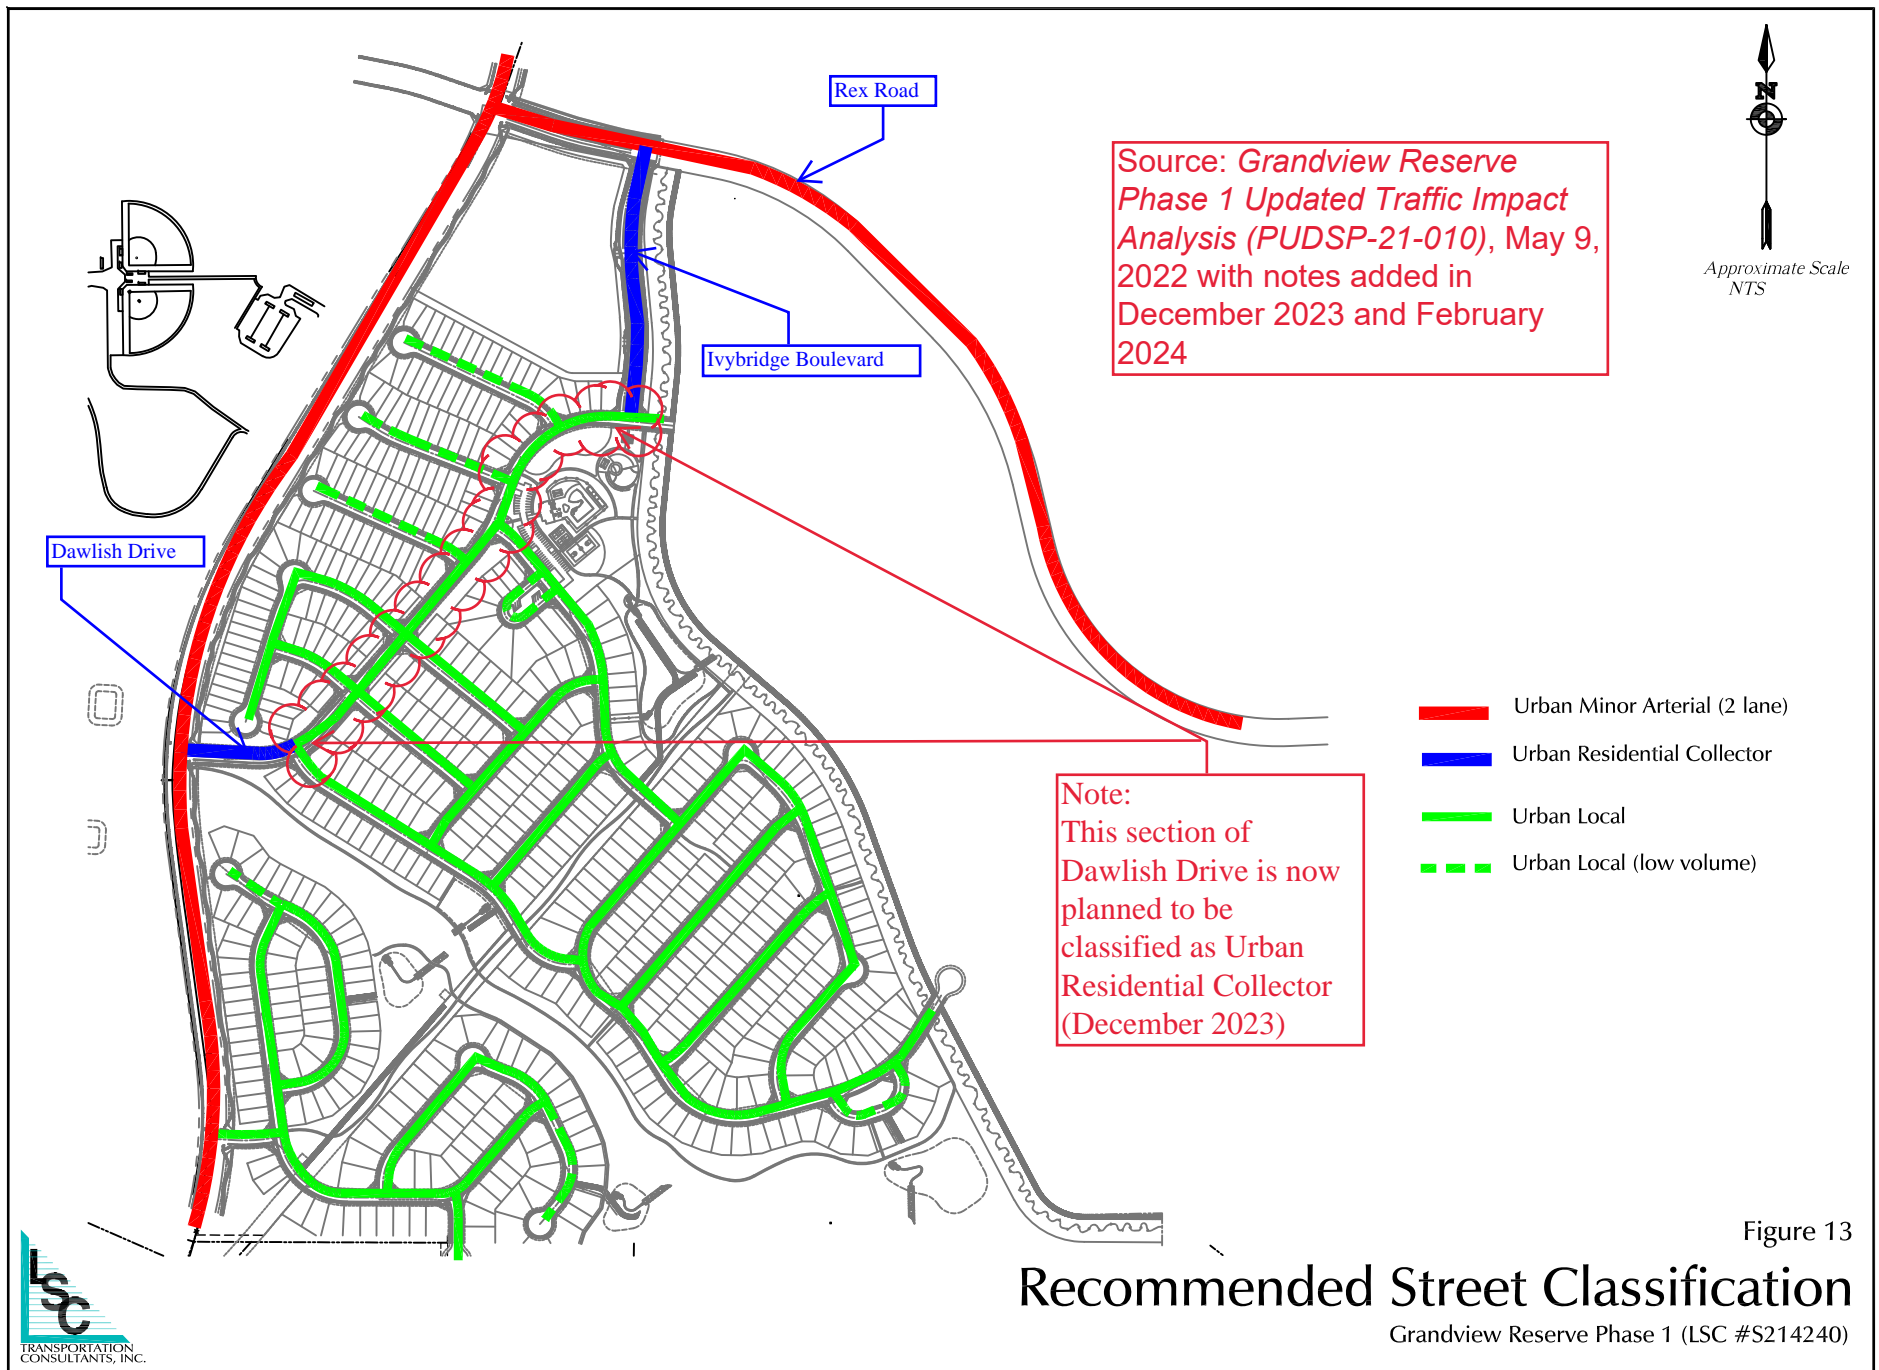 Rex Road
N
Source: Grandview Reserve
Phase 1 Updated Traffic Impact
Analysis (PUDSP-21-010), May 9,
2022 with notes added in
December 2023 and February
2024
Approximate Scale
NTS
Ivybridge Boulevard
Dawlish Drive
Urban Minor Arterial (2 lane)
Urban Residential Collector
Urban Local
Urban Local (low volume)
Note:
This section of
Dawlish Drive is now
planned to be
classified as Urban
Residential Collector
(December 2023)
Figure 13
Recommended Street Classification
Grandview Reserve Phase 1 (LSC #S214240)
LSC
TRANSPORTATION
CONSULTANTS, INC.